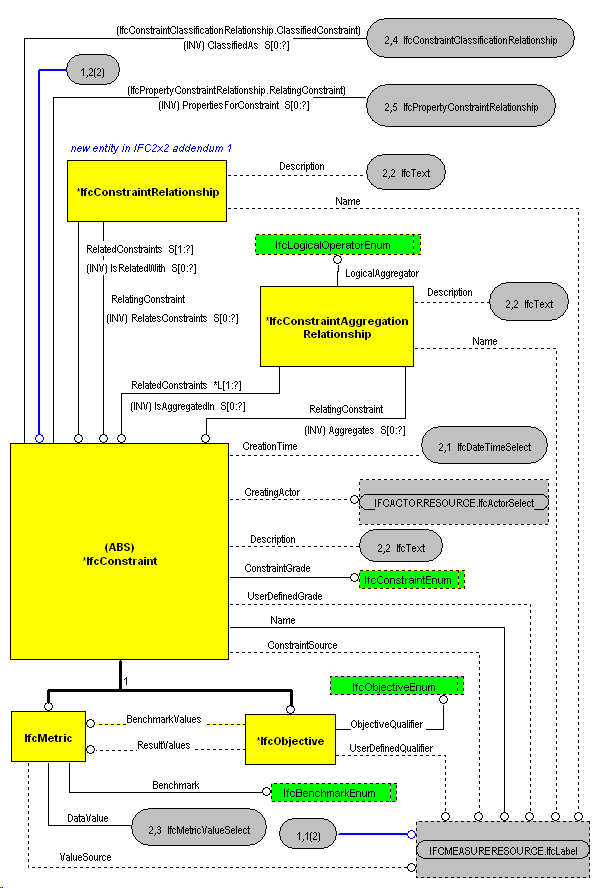 (IfcConstraintClassificationRelationship.ClassifiedConstraint)
(INV) ClassifiedAs S[0:?]
2,4 IfcConstraintClassificationRelationship
1,2(2)
(IfcPropertyConstraintRelationship.RelatingConstraint)
(INV) PropertiesForConstraint S[0:?]
2,5 IfcPropertyConstraintRelationship
new entity in IFC2x2 addendum 1
*IfcConstraintRelationship
Description
2,2 IfcText
Name
IfcLogicalOperatorEnum
RelatedConstraints S[1:?]
(INV) IsRelatedWith S[0:?]
LogicalAggregator
RelatingConstraint
(INV) RelatesConstraints S[0:?]
*IfcConstraintAggregation
Relationship
Description
2,2 IfcText
Name
RelatedConstraints *L[1:?]
(INV) IsAggregatedIn S[0:?]
RelatingConstraint
(INV) Aggregates S[0:?]
CreationTime
2,1 IfcDateTimeSelect
CreatingActor
IFCACTORRESOURCE.IfcActorSelect
(ABS)
*IfcConstraint
Description
2,2 IfcText
ConstraintGrade
IfcConstraintEnum
UserDefinedGrade
Name
ConstraintSource
1
IfcObjectiveEnum
IfcMetric
BenchmarkValues
ResultValues
*IfcObjective
ObjectiveQualifier
UserDefinedQualifier
Benchmark
IfcBenchmarkEnum
DataValue
2,3 IfcMetricValueSelect
1,1(2)
IFCMEASURERESOURCE.IfcLabel
ValueSource